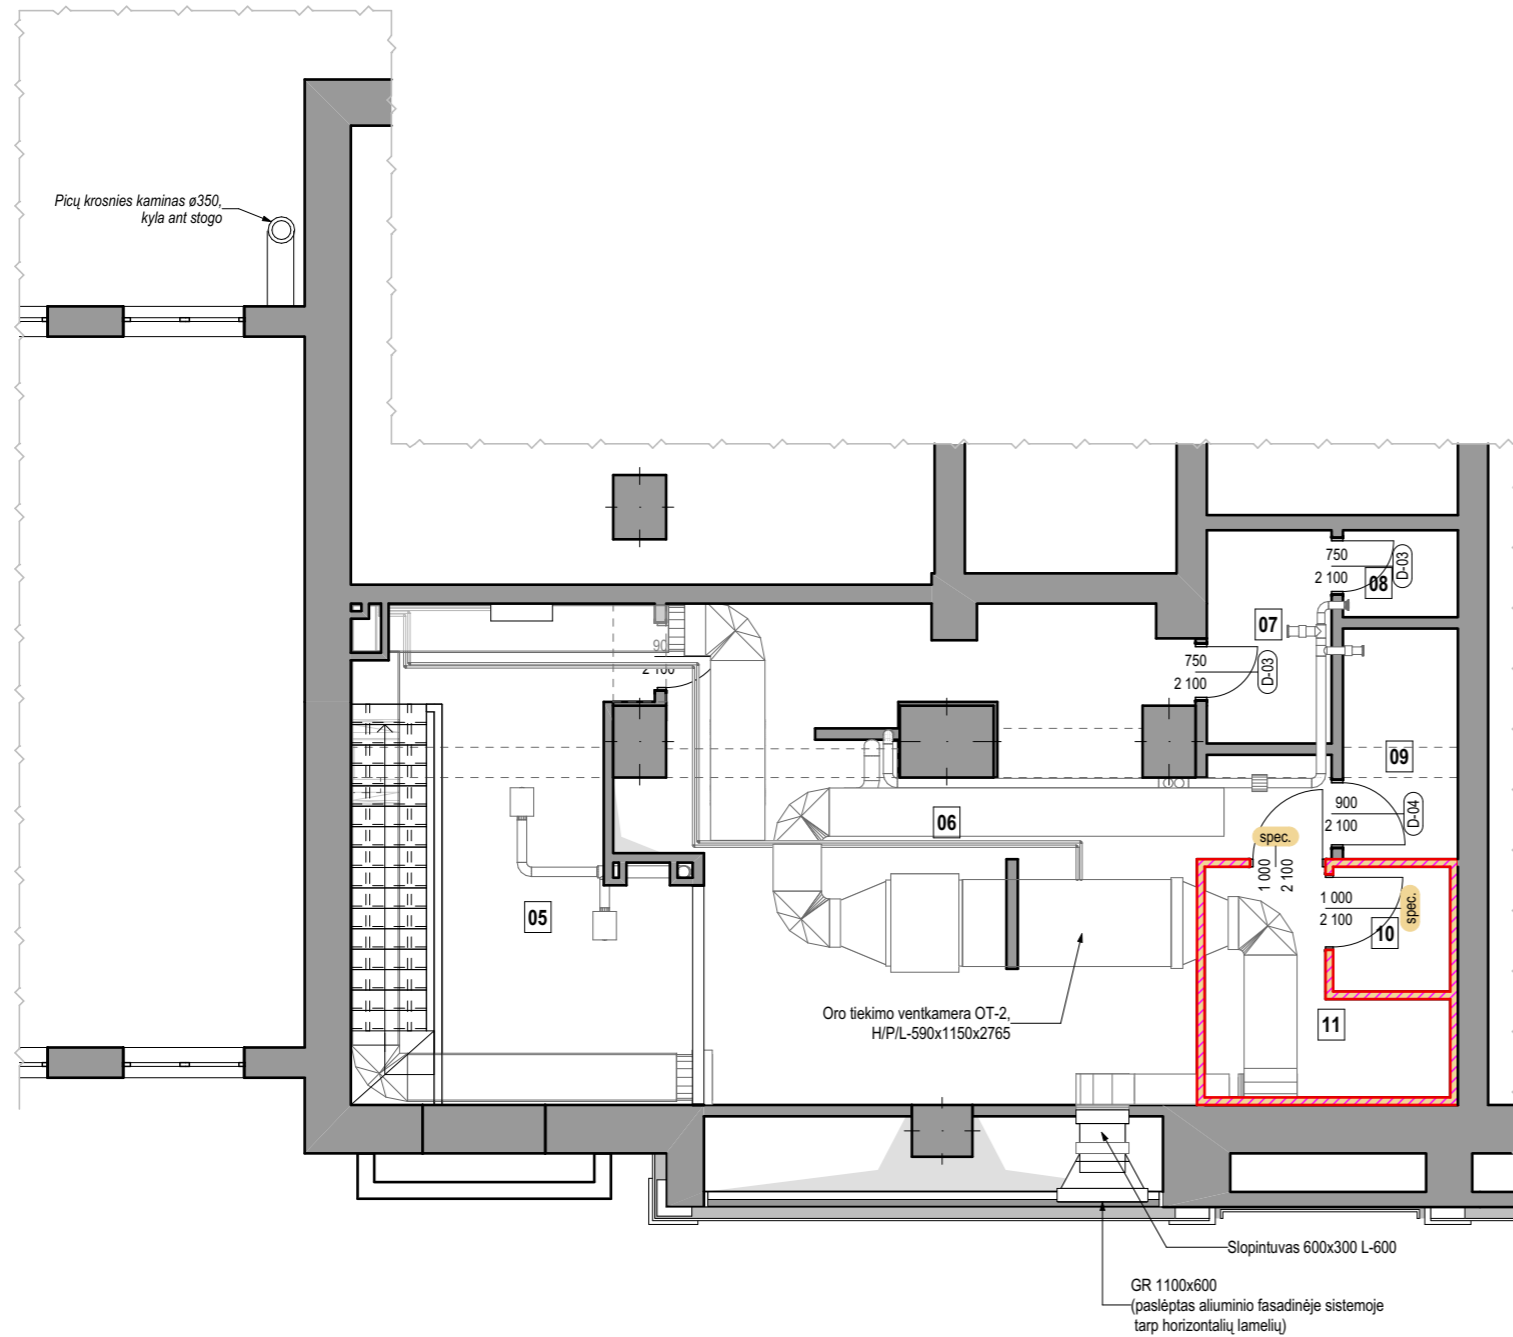 Picų krosnies kaminas ø350,
kyla ant stogo
750
2 100
D-03
08
07
90
2 100
750
2 100
D-03
09
06
900
2 100
D-04
spec.
1 000
2 100
05
1 000
2 100
spec.
10
Oro tiekimo ventkamera OT-2,
H/P/L-590x1150x2765
11
Slopintuvas 600x300 L-600
GR 1100x600
(paslėptas aliuminio fasadinėje sistemoje
tarp horizontalių lamelių)